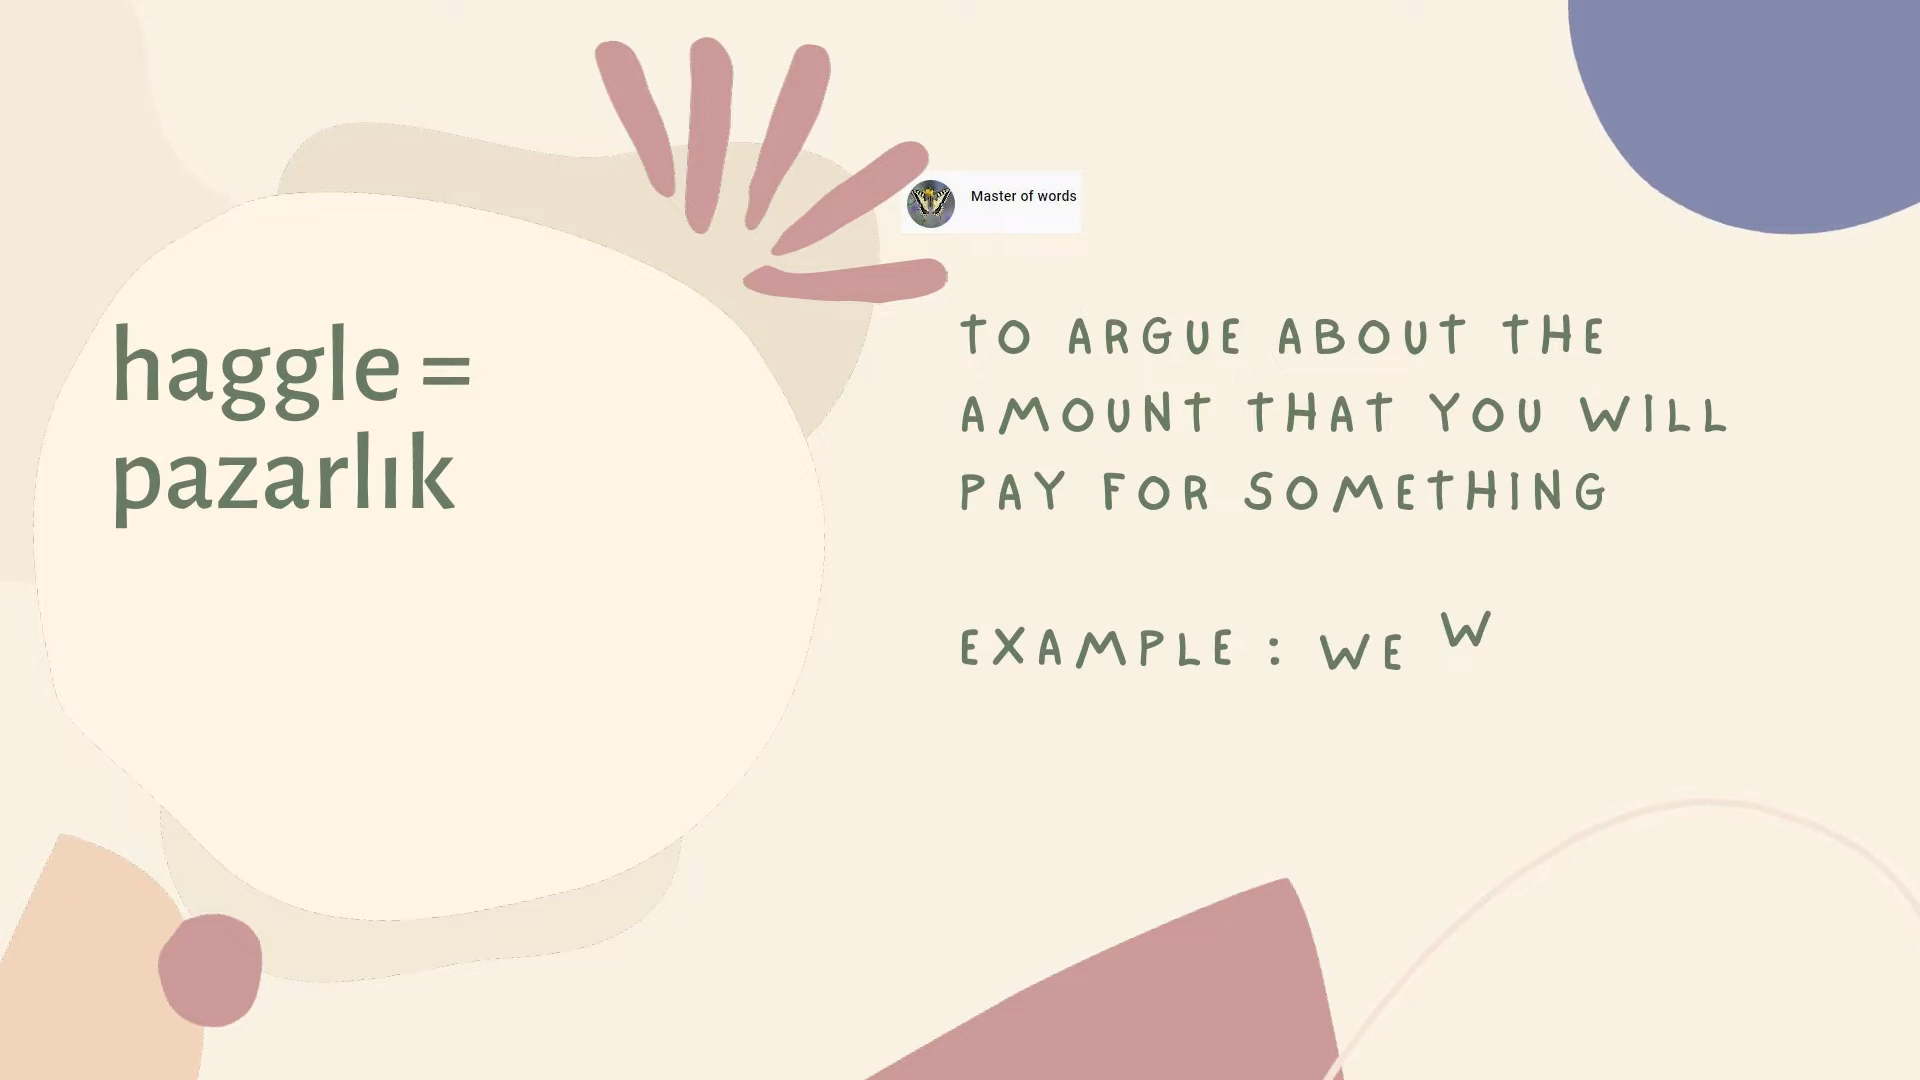 Master of words
haggle =
pazarlık
TO ARGUE ABOUT THE
AMOUNT THAT YOU WILL
PAY FOR SOMETHING
EXAMPLE : WE W